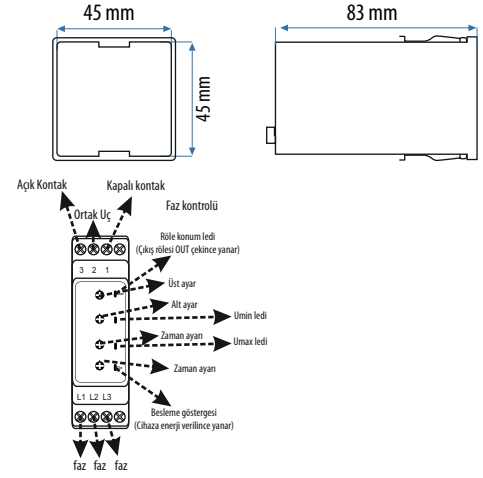 45 mm
83 mm
45 mm
Açık Kontak
Kapalı kontak
Ortak Uç
Faz kontrolü
Röle konum ledi
(Çıkış rölesi OUT çekince yanar)
3 2 1
Üst ayar
Alt ayar
Umin ledi
Zaman ayarı
Umax ledi
Zaman ayarı
L1 L2 L3
Besleme göstergesi
(Cihaza enerji verilince yanar)
faz faz faz